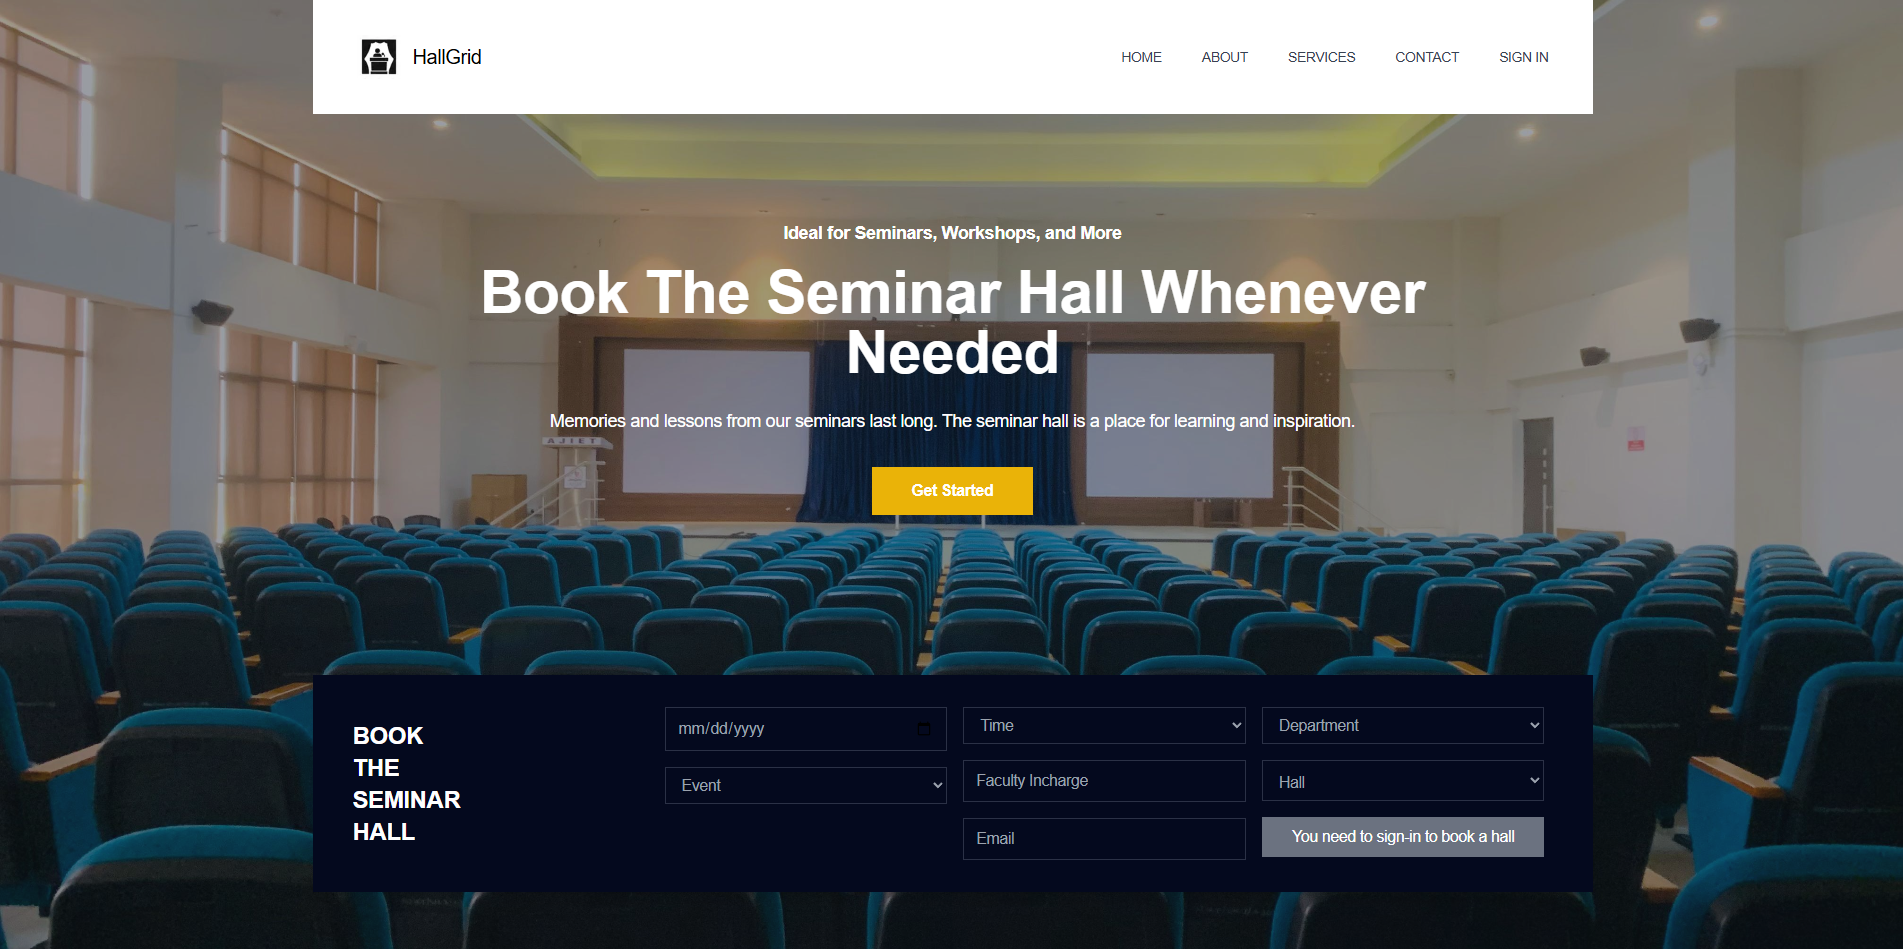 HallGrid
HOME
ABOUT
SERVICES
CONTACT
SIGN IN
Ideal for Seminars, Workshops, and More
Book The Seminar Hall Whenever
Needed
Memories and lessons from our seminars last long. The seminar hall is a place for learning and inspiration.
AJIET
Get Started
BOOK
THE
SEMINAR
HALL
mm/dd/yyyy
Time
Department
Event
Faculty Incharge
Hall
Email
You need to sign-in to book a hall